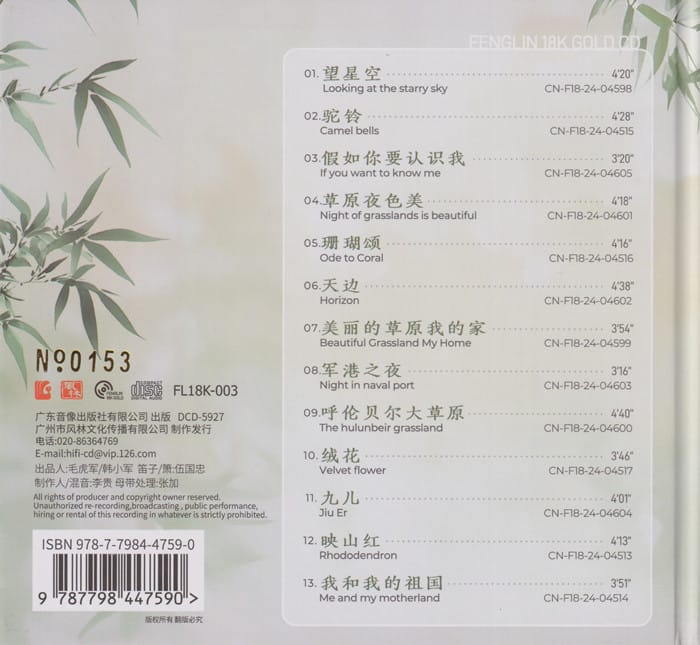 FENGLIN 18K GOLD CD
01.望星空 4'20"
Looking at the starry sky CN-F18-24-04598
02.驼铃 4'28"
Camel bells CN-F18-24-04515
03.假如你要认识我 3'20"
If you want to know me CN-F18-24-04605
04.草原夜色美 4'18"
Night of grasslands is beautiful CN-F18-24-04601
05.珊瑚颂 4'16"
Ode to Coral CN-F18-24-04516
06.天边 4'38"
Horizon CN-F18-24-04602
07.美丽的草原我的家 3'54"
Beautiful Grassland My Home CN-F18-24-04599
08.军港之夜 3'16"
Night in naval port CN-F18-24-04603
09.呼伦贝尔大草原 4'40"
The hulunbeir grassland CN-F18-24-04600
10.绒花 3'46"
Velvet flower CN-F18-24-04517
11.九儿 4'01"
Jiu Er CN-F18-24-04604
12.映山红 4'13"
Rhododendron CN-F18-24-04513
13.我和我的祖国 3'51"
Me and my motherland CN-F18-24-04514
Nº0153
FENGLIN 18K·GOLD COMPACT disc DIGITAL AUDIO FL18K-003
广东音像出版社有限公司 出版 DCD-5927
广州市风林文化传播有限公司 制作发行
电话:020-86364769
E-mail:hifi-cd@vip.126.com
出品人:毛虎军/韩小军 笛子/箫:伍国忠
制作人/混音:李贵 母带处理:张加
All rights of producer and copyright owner reserved.
Unauthorized re-recording,broadcasting , public performance,
hiring or rental of this recording in whatever is strictly prohibited.
ISBN 978-7-7984-4759-0
9 787798 447590 >
版权所有 翻版必究